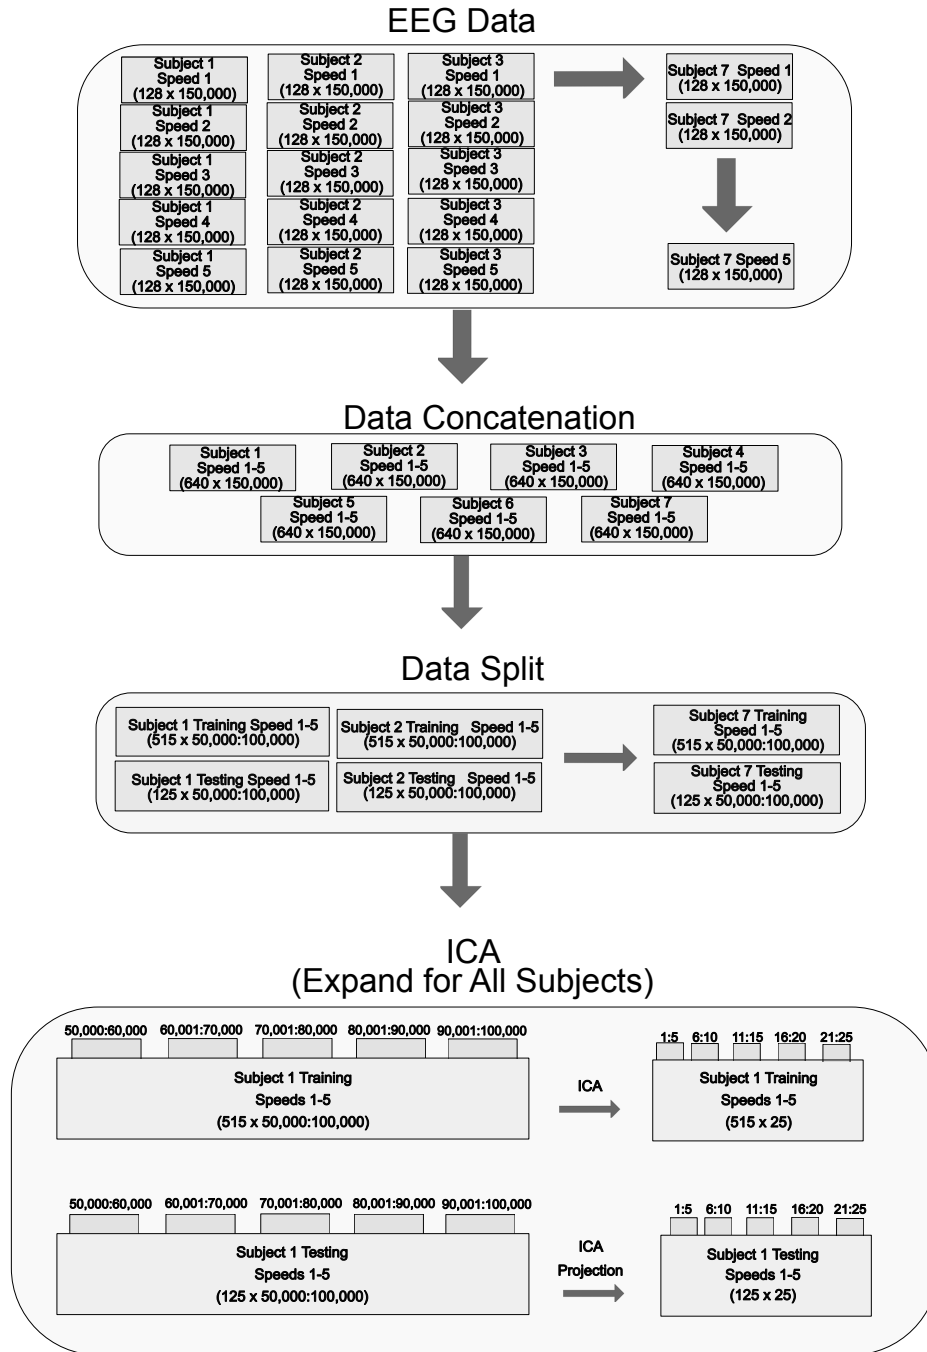 EEG Data
Subject 1
Speed 1
(128 x 150,000)
Subject 2
Speed 1
(128 x 150,000)
Subject 3
Speed 1
(128 x 150,000)
Subject 7 Speed 1
(128 x 150,000)
Subject 1
Speed 2
(128 x 150,000)
Subject 2
Speed 2
(128 x 150,000)
Subject 3
Speed 2
(128 x 150,000)
Subject 7 Speed 2
(128 x 150,000)
Subject 1
Speed 3
(128 x 150,000)
Subject 2
Speed 3
(128 x 150,000)
Subject 3
Speed 3
(128 x 150,000)
Subject 1
Speed 4
(128 x 150,000)
Subject 2
Speed 4
(128 x 150,000)
Subject 3
Speed 4
(128 x 150,000)
Subject 1
Speed 5
(128 x 150,000)
Subject 2
Speed 5
(128 x 150,000)
Subject 3
Speed 5
(128 x 150,000)
Subject 7 Speed 5
(128 x 150,000)
Data Concatenation
Subject 1
Speed 1-5
(640 x 150,000)
Subject 2
Speed 1-5
(640 x 150,000)
Subject 3
Speed 1-5
(640 x 150,000)
Subject 4
Speed 1-5
(640 x 150,000)
Subject 5
Speed 1-5
(640 x 150,000)
Subject 6
Speed 1-5
(640 x 150,000)
Subject 7
Speed 1-5
(640 x 150,000)
Data Split
Subject 1 Training Speed 1-5
(515 x 50,000:100,000)
Subject 2 Training Speed 1-5
(515 x 50,000:100,000)
Subject 7 Training
Speed 1-5
(515 x 50,000:100,000)
Subject 1 Testing Speed 1-5
(125 x 50,000:100,000)
Subject 2 Testing Speed 1-5
(125 x 50,000:100,000)
Subject 7 Testing
Speed 1-5
(125 x 50,000:100,000)
ICA
(Expand for All Subjects)
50,000:60,000 60,001:70,000 70,001:80,000 80,001:90,000 90,001:100,000
Subject 1 Training
Speeds 1-5
(515 x 50,000:100,000)
ICA
1:5 6:10 11:15 16:20 21:25
Subject 1 Training
Speeds 1-5
(515 x 25)
50,000:60,000 60,001:70,000 70,001:80,000 80,001:90,000 90,001:100,000
Subject 1 Testing
Speeds 1-5
(125 x 50,000:100,000)
ICA
Projection
1:5 6:10 11:15 16:20 21:25
Subject 1 Testing
Speeds 1-5
(125 x 25)